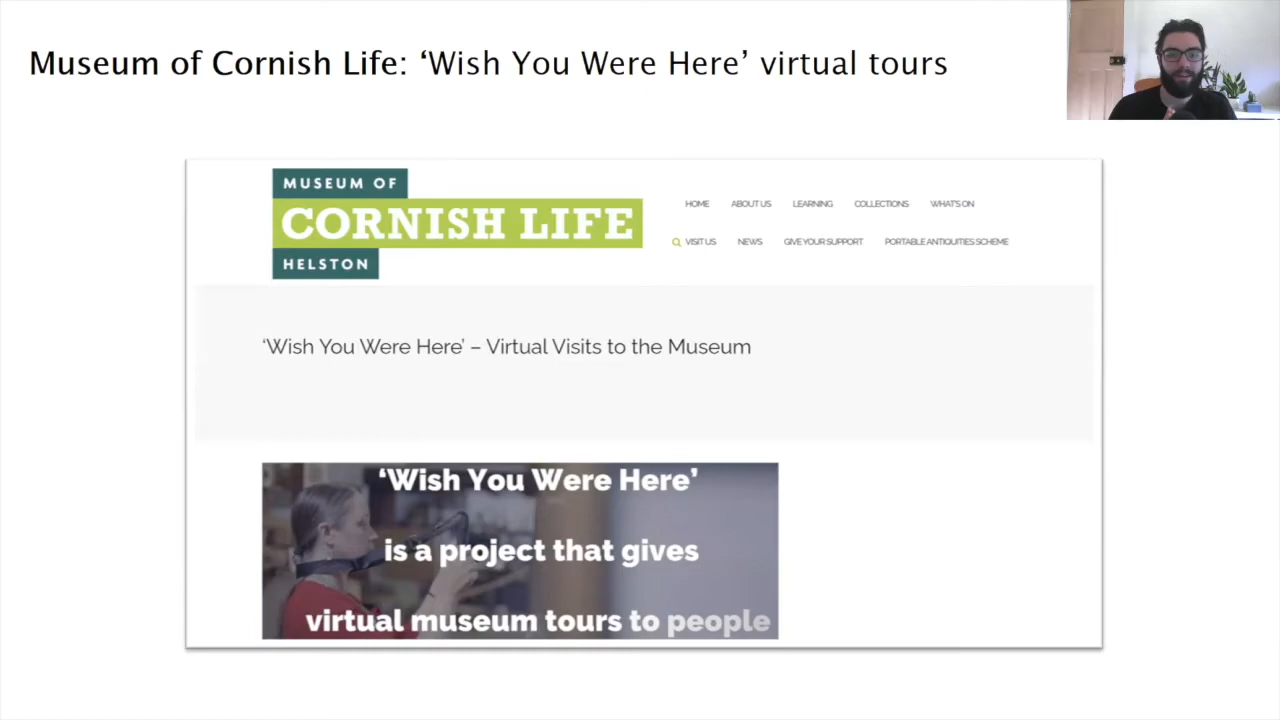 Museum of Cornish Life: ‘Wish You Were Here’ virtual tours
MUSEUM OF
CORNISH LIFE
HELSTON
HOME ABOUT US LEARNING COLLECTIONS WHAT'S ON
VISIT US NEWS GIVE YOUR SUPPORT PORTABLE ANTIQUITIES SCHEME
‘Wish You Were Here’ – Virtual Visits to the Museum
‘Wish You Were Here’
is a project that gives
virtual museum tours to people